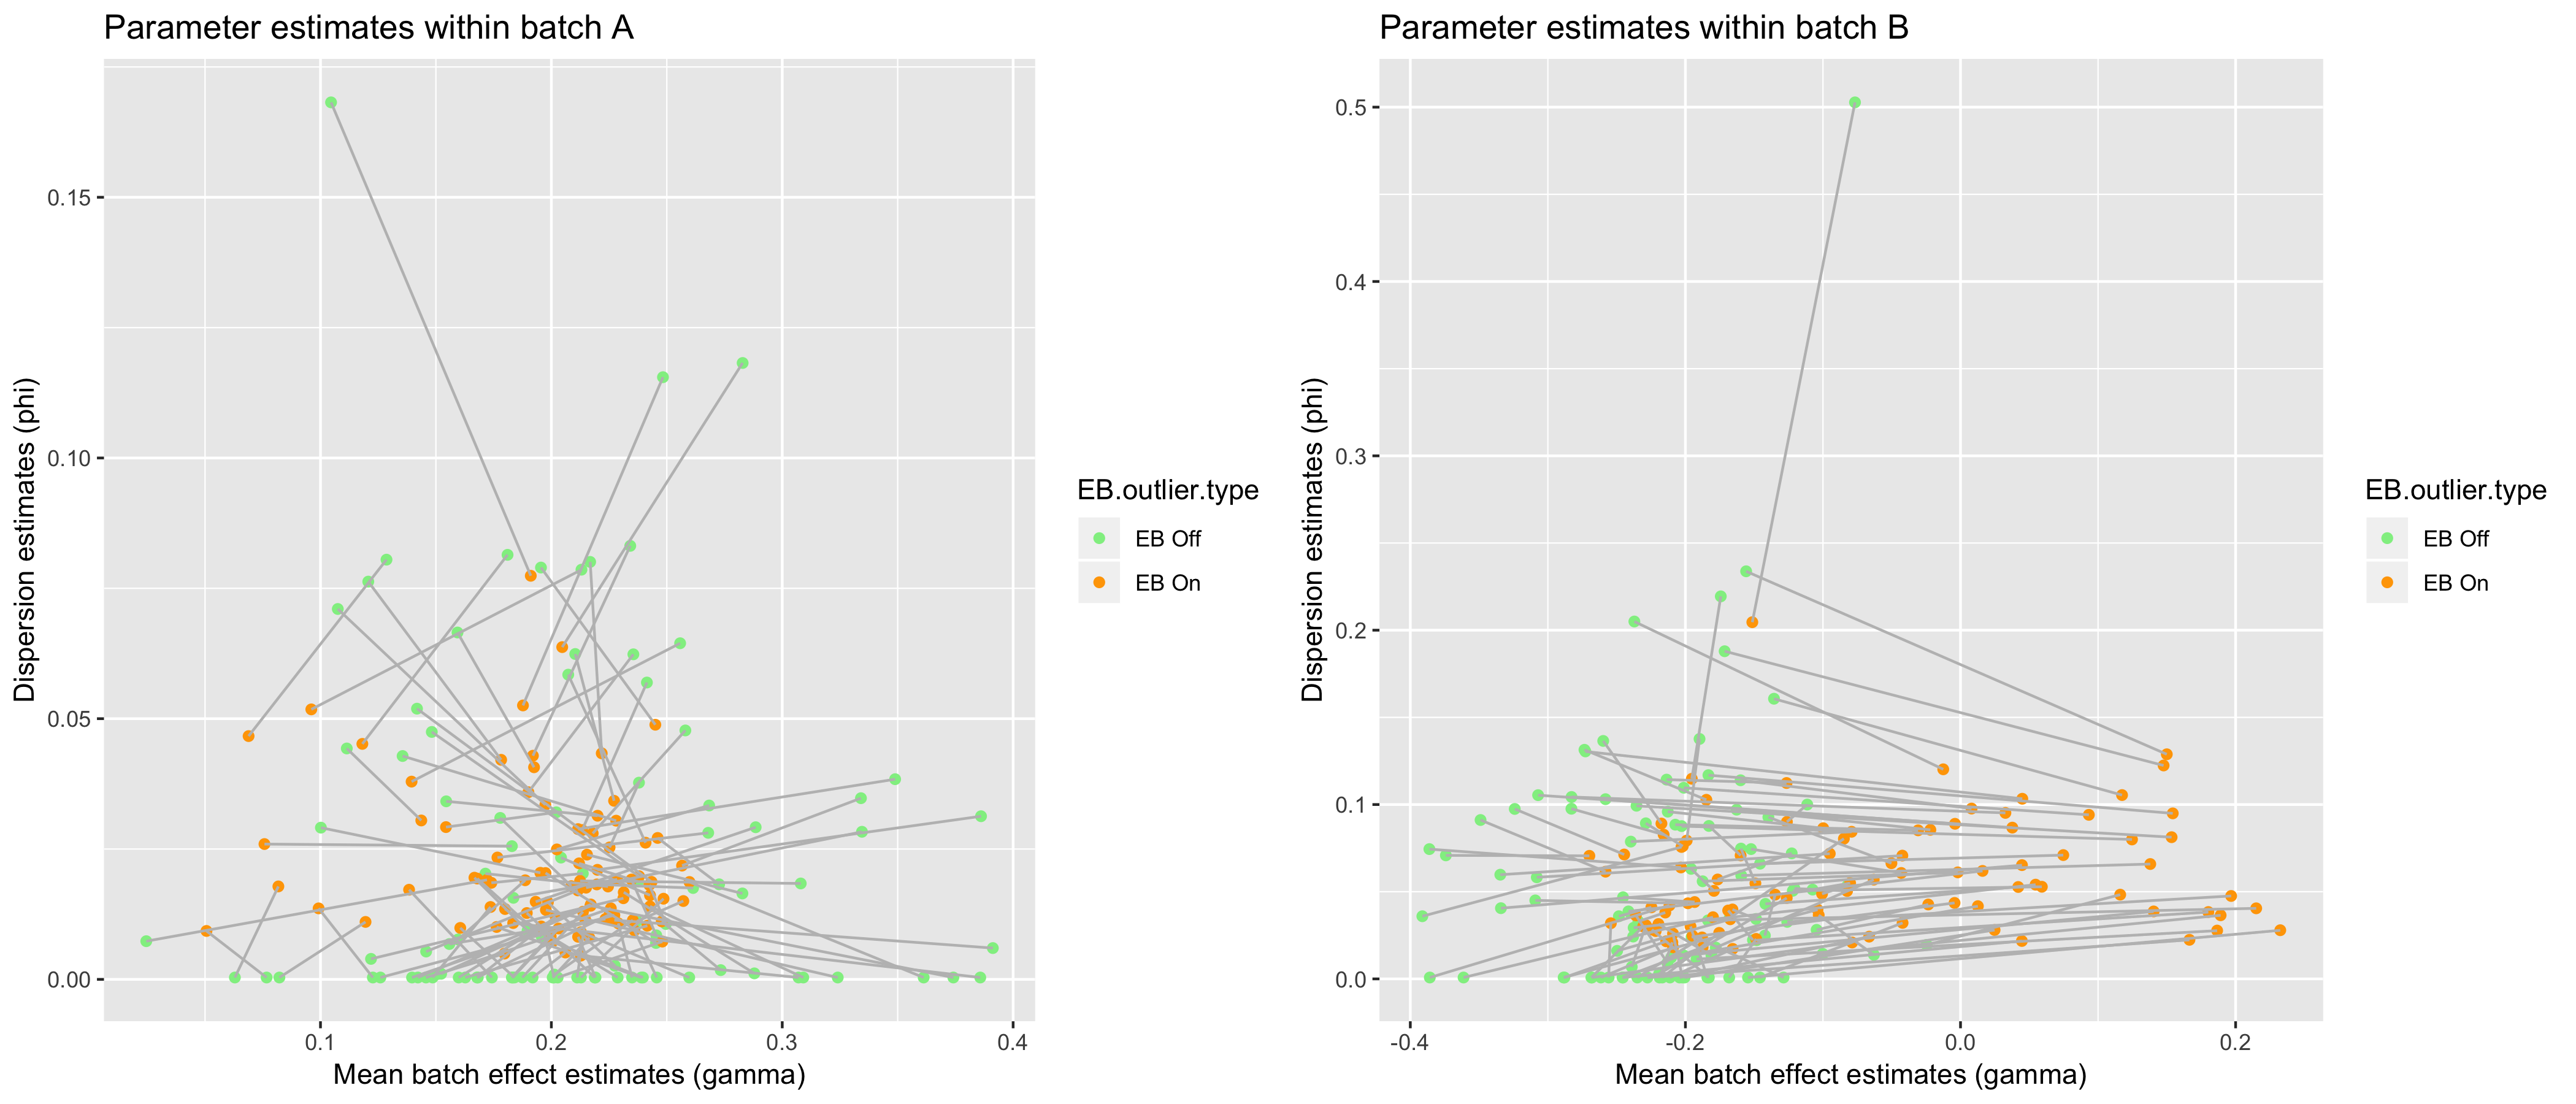 Parameter estimates within batch A
Dispersion estimates (phi)
0.15
0.10
0.05
0.00
0.1
0.2
0.3
0.4
Mean batch effect estimates (gamma)
EB.outlier.type
EB Off
EB On
Parameter estimates within batch B
Dispersion estimates (phi)
0.5
0.4
0.3
0.2
0.1
0.0
-0.4
-0.2
0.0
0.2
Mean batch effect estimates (gamma)
EB.outlier.type
EB Off
EB On